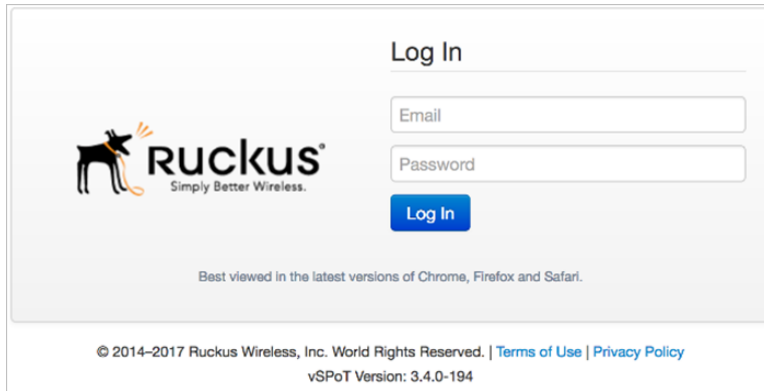 Log In
Email
Password
RUCKUS®
Simply Better Wireless.
Log In
Best viewed in the latest versions of Chrome, Firefox and Safari.
© 2014–2017 Ruckus Wireless, Inc. World Rights Reserved. | Terms of Use | Privacy Policy
vSPoT Version: 3.4.0-194